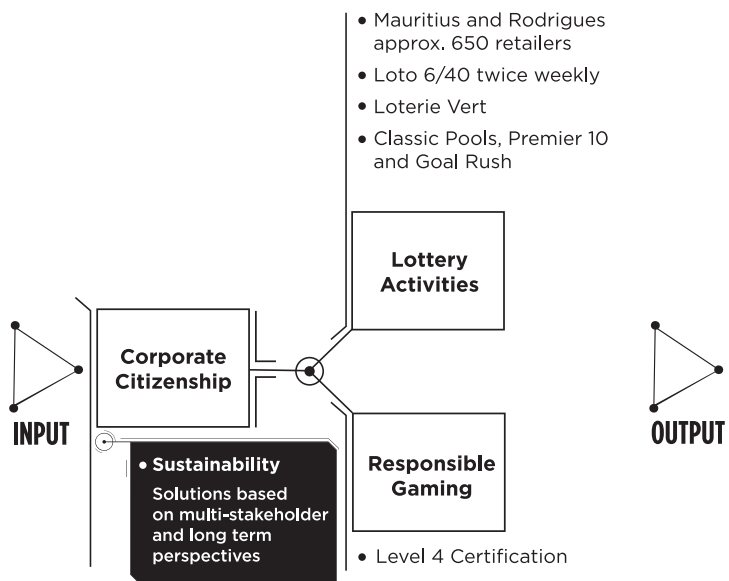 • Mauritius and Rodrigues
approx. 650 retailers
• Loto 6/40 twice weekly
• Loterie Vert
• Classic Pools, Premier 10
and Goal Rush
Lottery
Activities
Corporate
Citizenship
INPUT
OUTPUT
• Sustainability
Solutions based
on multi-stakeholder
and long term
perspectives
Responsible
Gaming
• Level 4 Certification